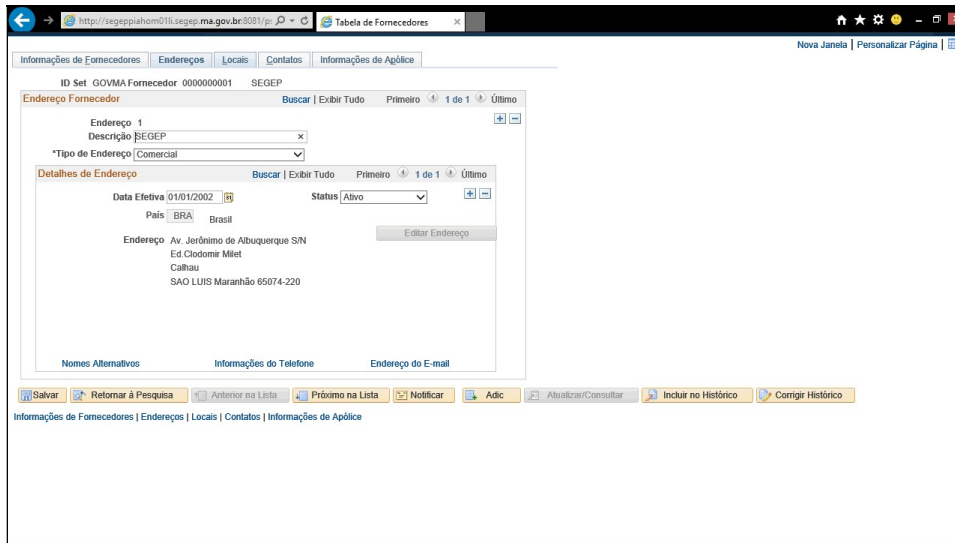 http://segeppiahom01li.segep.ma.gov.br:8081/p: Tabela de Fornecedores
Nova Janela | Personalizar Página |
Informações de Fornecedores Endereços Locais Contatos Informações de Apólice
ID Set GOVMA Fornecedor 0000000001 SEGEP
Endereço Fornecedor Buscar | Exibir Tudo Primeiro 1 de 1 Último
Endereço 1
Descrição SEGEP
*Tipo de Endereço Comercial
Detalhes de Endereço Buscar | Exibir Tudo Primeiro 1 de 1 Último
Data Efetiva 01/01/2002 Status Ativo
País BRA Brasil
Editar Endereço
Endereço Av. Jerônimo de Albuquerque S/N
Ed.Clodomir Milet
Calhau
SAO LUIS Maranhão 65074-220
Nomes Alternativos Informações do Telefone Endereço do E-mail
Salvar Retornar à Pesquisa Anterior na Lista Próximo na Lista Notificar Adic Atualizar/Consultar Incluir no Histórico Corrigir Histórico
Informações de Fornecedores | Endereços | Locais | Contatos | Informações de Apólice